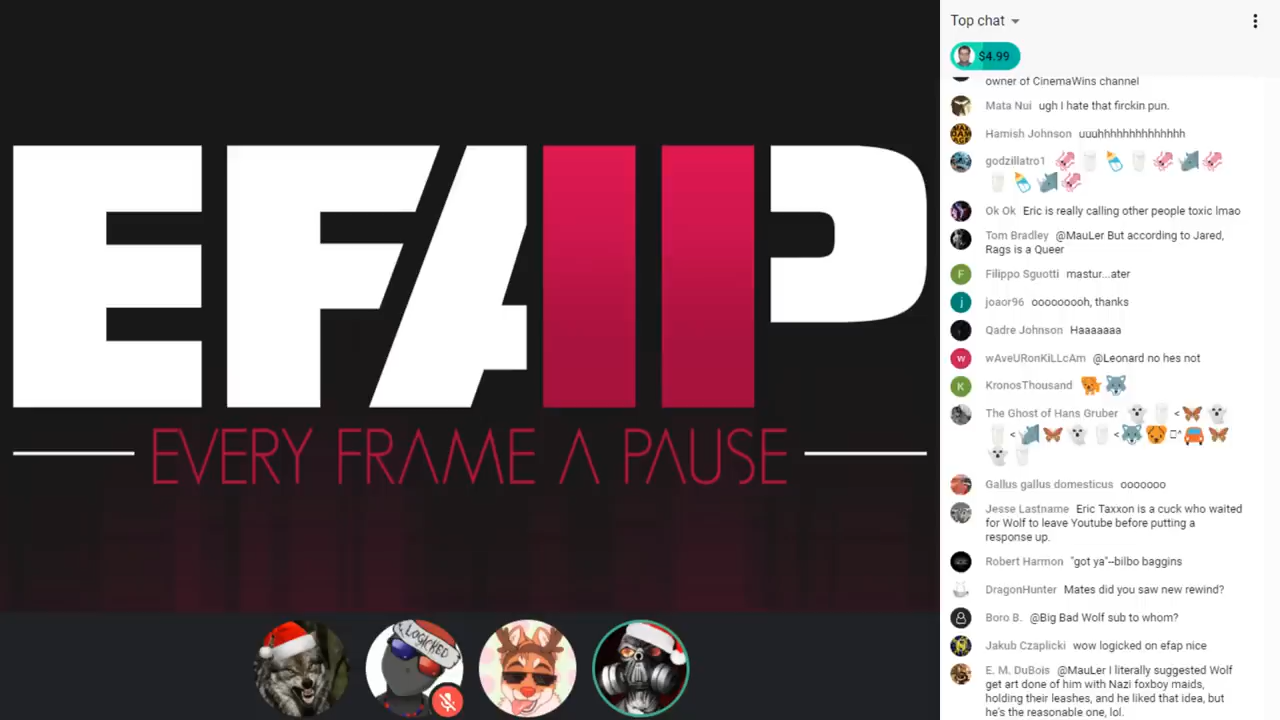 EFAP
EVERY FRAME A PAUSE
LOGICKED
Top chat
$4.99
owner of CinemaWins channel
Mata Nui ugh I hate that firckin pun.
Hamish Johnson uuuhhhhhhhhhhhhhh
godzillatro1
Ok Ok Eric is really calling other people toxic lmao
Tom Bradley @MauLer But according to Jared,
Rags is a Queer
F
Filippo Sguotti mastur...ater
j
joaor96 ooooooooh, thanks
Qadre Johnson Haaaaaaa
w
wAveURonKiLLcAm @Leonard no hes not
K
KronosThousand
The Ghost of Hans Gruber <
< <
Gallus gallus domesticus ooooooo
Jesse Lastname Eric Taxxon is a cuck who waited
for Wolf to leave Youtube before putting a
response up.
Robert Harmon "got ya"--bilbo baggins
DragonHunter Mates did you saw new rewind?
Boro B. @Big Bad Wolf sub to whom?
Jakub Czaplicki wow logicked on efap nice
E. M. DuBois @MauLer I literally suggested Wolf
get art done of him with Nazi foxboy maids,
holding their leashes, and he liked that idea, but
he's the reasonable one, lol.